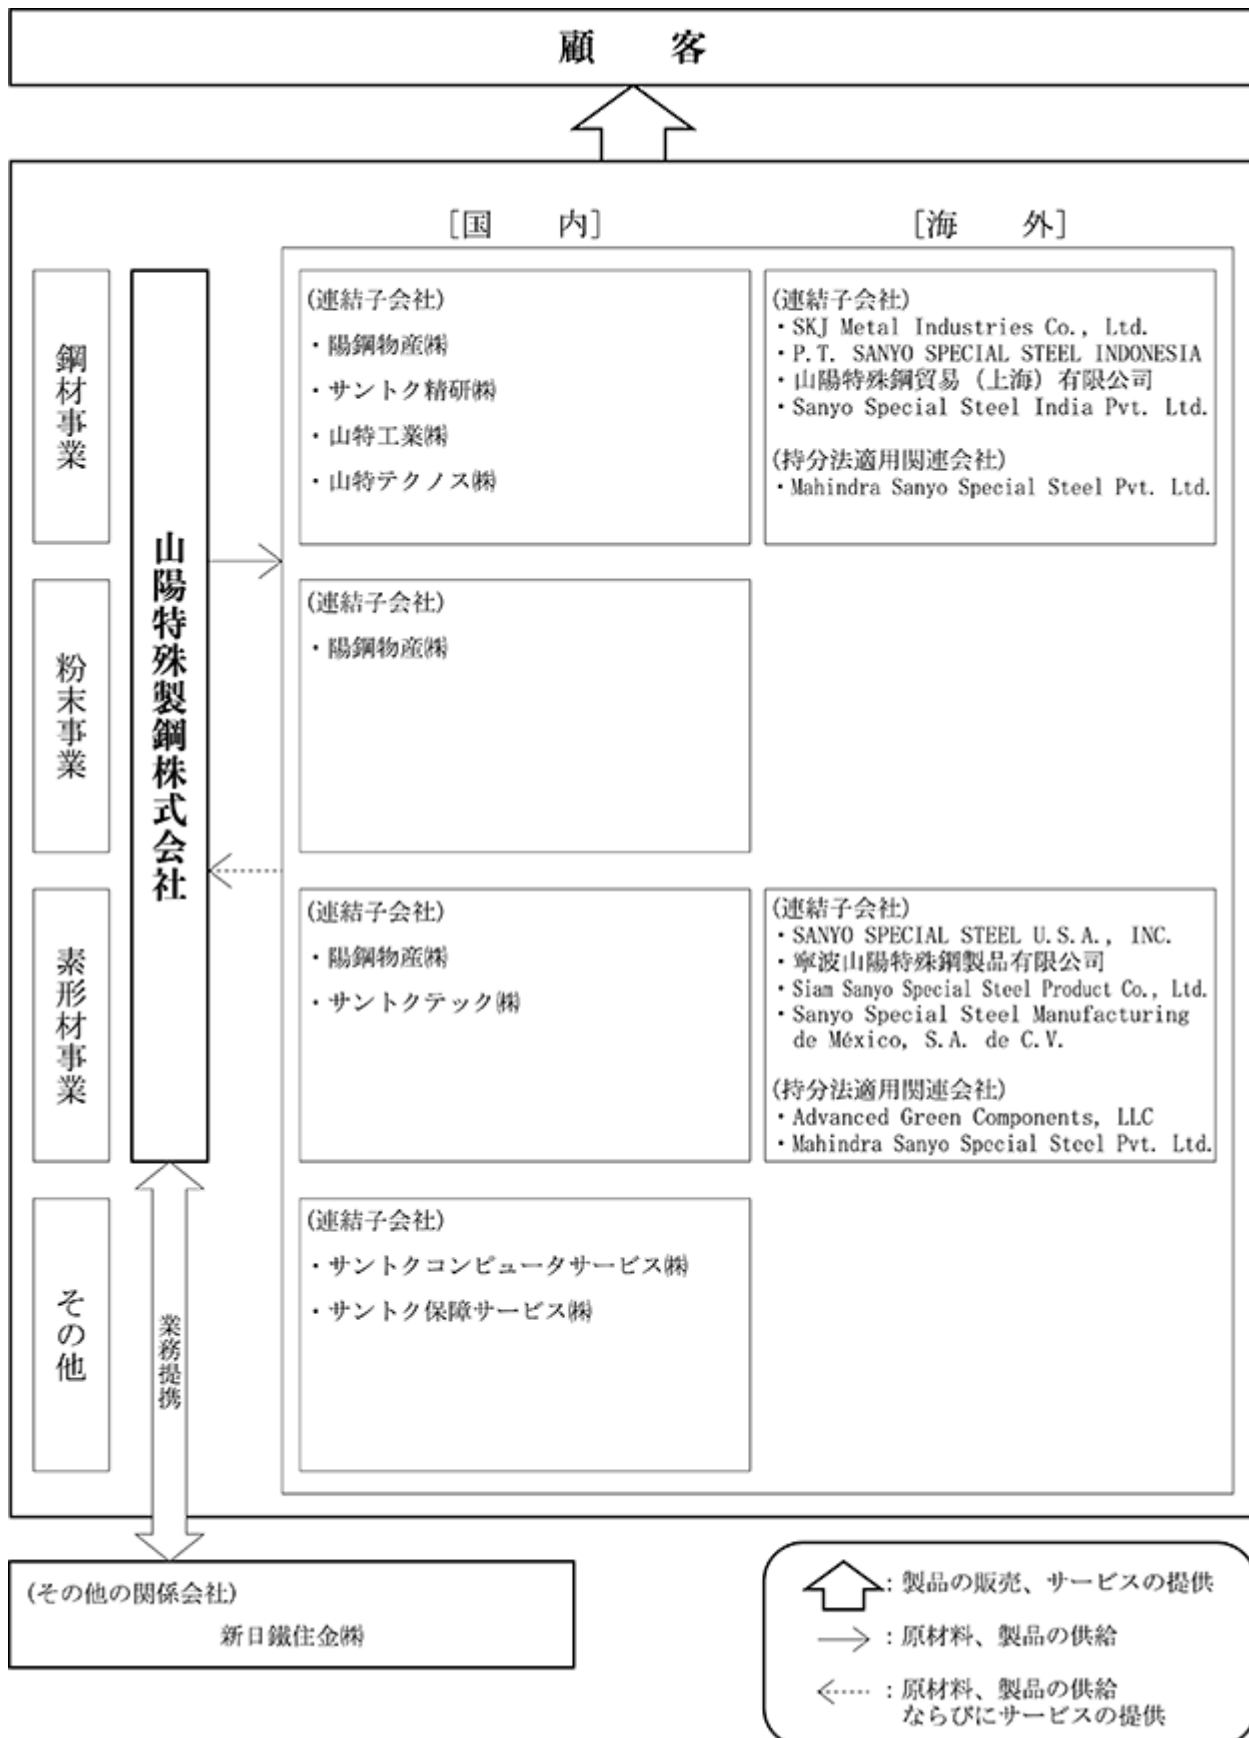 顧　客
［国　内］
［海　外］
鋼材事業
粉末事業
素形材事業
その他
山陽特殊製鋼株式会社
(連結子会社)
・陽鋼物産㈱
・サントク精研㈱
・山特工業㈱
・山特テクノス㈱
(連結子会社)
・SKJ Metal Industries Co., Ltd.
・P.T. SANYO SPECIAL STEEL INDONESIA
・山陽特殊鋼貿易（上海）有限公司
・Sanyo Special Steel India Pvt. Ltd.
(持分法適用関連会社)
・Mahindra Sanyo Special Steel Pvt. Ltd.
(連結子会社)
・陽鋼物産㈱
(連結子会社)
・陽鋼物産㈱
・サントクテック㈱
(連結子会社)
・SANYO SPECIAL STEEL U.S.A., INC.
・寧波山陽特殊鋼製品有限公司
・Siam Sanyo Special Steel Product Co., Ltd.
・Sanyo Special Steel Manufacturing
de México, S.A. de C.V.
(持分法適用関連会社)
・Advanced Green Components, LLC
・Mahindra Sanyo Special Steel Pvt. Ltd.
(連結子会社)
・サントクコンピュータサービス㈱
・サントク保障サービス㈱
業務提携
(その他の関係会社)
新日鐵住金㈱
：製品の販売、サービスの提供
：原材料、製品の供給
：原材料、製品の供給
ならびにサービスの提供